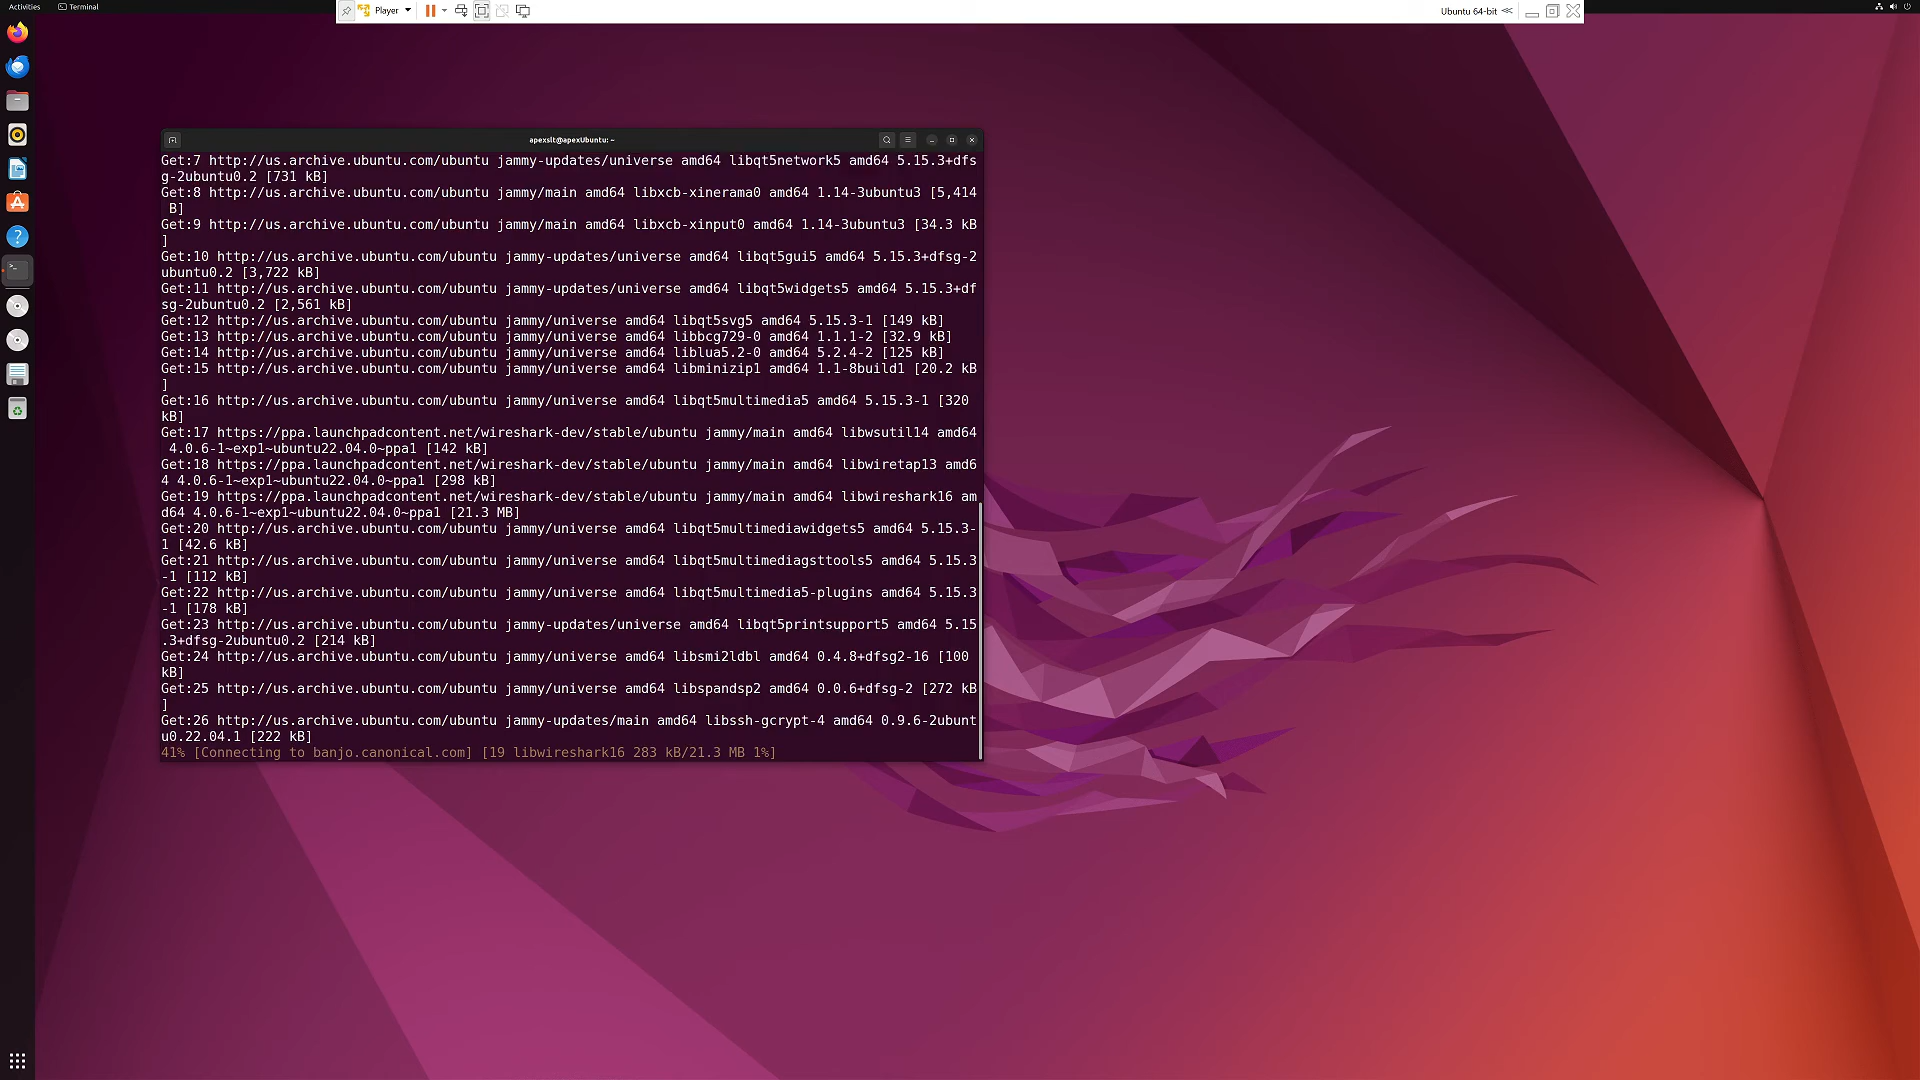 Activities Terminal
Player
Ubuntu 64-bit
apexslt@apexUbuntu: ~
Get:7 http://us.archive.ubuntu.com/ubuntu jammy-updates/universe amd64 libqt5network5 amd64 5.15.3+dfs
g-2ubuntu0.2 [731 kB]
Get:8 http://us.archive.ubuntu.com/ubuntu jammy/main amd64 libxcb-xinerama0 amd64 1.14-3ubuntu3 [5,414
B]
Get:9 http://us.archive.ubuntu.com/ubuntu jammy/main amd64 libxcb-xinput0 amd64 1.14-3ubuntu3 [34.3 kB
]
Get:10 http://us.archive.ubuntu.com/ubuntu jammy-updates/universe amd64 libqt5gui5 amd64 5.15.3+dfsg-2
ubuntu0.2 [3,722 kB]
Get:11 http://us.archive.ubuntu.com/ubuntu jammy-updates/universe amd64 libqt5widgets5 amd64 5.15.3+df
sg-2ubuntu0.2 [2,561 kB]
Get:12 http://us.archive.ubuntu.com/ubuntu jammy/universe amd64 libqt5svg5 amd64 5.15.3-1 [149 kB]
Get:13 http://us.archive.ubuntu.com/ubuntu jammy/universe amd64 libbcg729-0 amd64 1.1.1-2 [32.9 kB]
Get:14 http://us.archive.ubuntu.com/ubuntu jammy/universe amd64 liblua5.2-0 amd64 5.2.4-2 [125 kB]
Get:15 http://us.archive.ubuntu.com/ubuntu jammy/universe amd64 libminizip1 amd64 1.1-8build1 [20.2 kB
]
Get:16 http://us.archive.ubuntu.com/ubuntu jammy/universe amd64 libqt5multimedia5 amd64 5.15.3-1 [320
kB]
Get:17 https://ppa.launchpadcontent.net/wireshark-dev/stable/ubuntu jammy/main amd64 libwsutil14 amd64
4.0.6-1~exp1~ubuntu22.04.0~ppa1 [142 kB]
Get:18 https://ppa.launchpadcontent.net/wireshark-dev/stable/ubuntu jammy/main amd64 libwiretap13 amd6
4 4.0.6-1~exp1~ubuntu22.04.0~ppa1 [298 kB]
Get:19 https://ppa.launchpadcontent.net/wireshark-dev/stable/ubuntu jammy/main amd64 libwireshark16 am
d64 4.0.6-1~exp1~ubuntu22.04.0~ppa1 [21.3 MB]
Get:20 http://us.archive.ubuntu.com/ubuntu jammy/universe amd64 libqt5multimediawidgets5 amd64 5.15.3-
1 [42.6 kB]
Get:21 http://us.archive.ubuntu.com/ubuntu jammy/universe amd64 libqt5multimediagsttools5 amd64 5.15.3
-1 [112 kB]
Get:22 http://us.archive.ubuntu.com/ubuntu jammy/universe amd64 libqt5multimedia5-plugins amd64 5.15.3
-1 [178 kB]
Get:23 http://us.archive.ubuntu.com/ubuntu jammy-updates/universe amd64 libqt5printsupport5 amd64 5.15
.3+dfsg-2ubuntu0.2 [214 kB]
Get:24 http://us.archive.ubuntu.com/ubuntu jammy/universe amd64 libsmi2ldbl amd64 0.4.8+dfsg2-16 [100
kB]
Get:25 http://us.archive.ubuntu.com/ubuntu jammy/universe amd64 libspandsp2 amd64 0.0.6+dfsg-2 [272 kB
]
Get:26 http://us.archive.ubuntu.com/ubuntu jammy-updates/main amd64 libssh-gcrypt-4 amd64 0.9.6-2ubunt
u0.22.04.1 [222 kB]
41% [Connecting to banjo.canonical.com] [19 libwireshark16 283 kB/21.3 MB 1%]